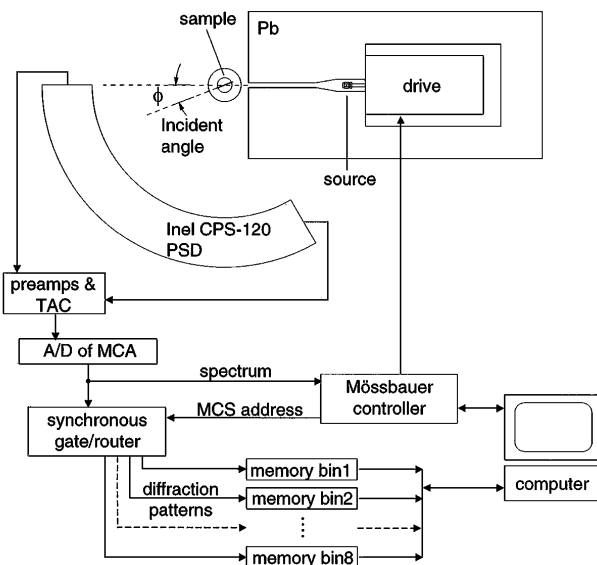 sample
Pb
drive
ϕ
Incident
angle
source
Inel CPS-120
PSD
preamps &
TAC
A/D of MCA
spectrum
Mössbauer
controller
MCS address
synchronous
gate/router
memory bin1
diffraction
patterns
memory bin2
computer
memory bin8